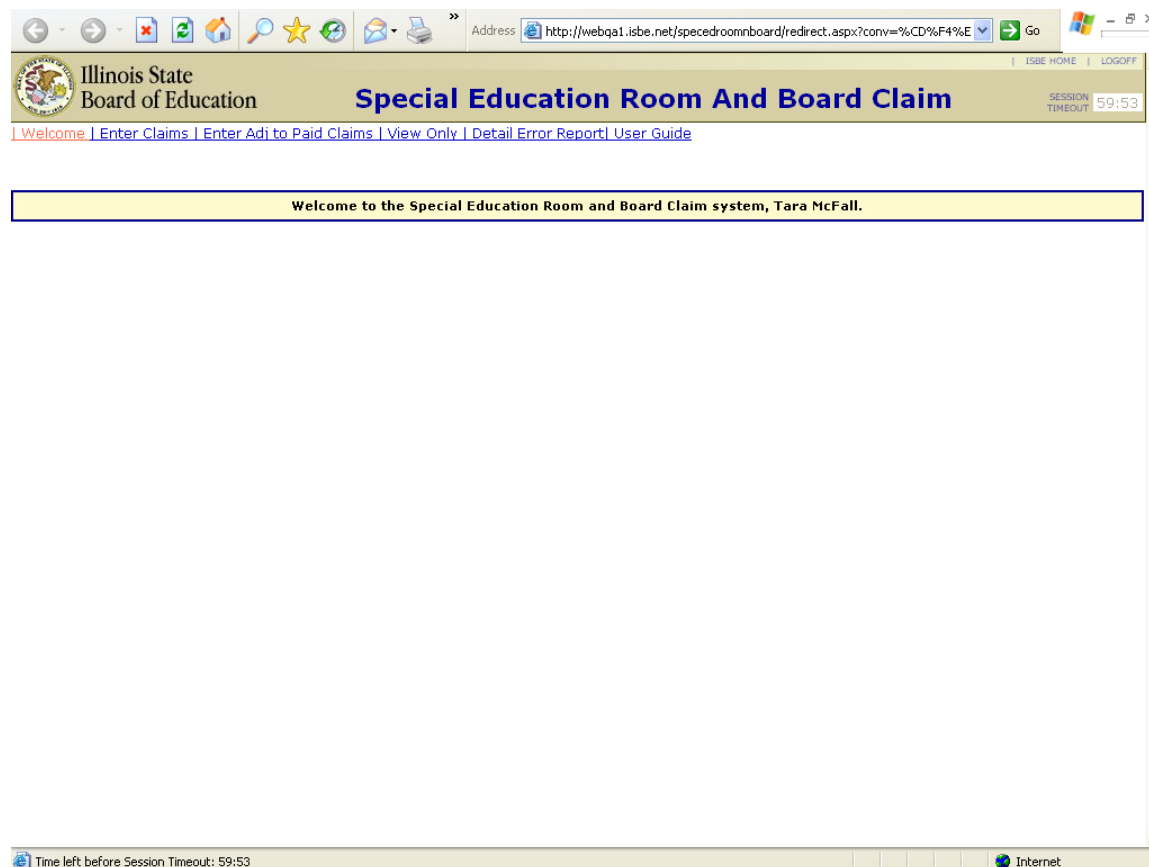 » Address http://webqa1.isbe.net/specedroomnboard/redirect.aspx?conv=%CD%F4%E Go
| ISBE HOME | LOGOFF
Illinois State
Board of Education
Special Education Room And Board Claim
SESSION
TIMEOUT 59:53
| Welcome | Enter Claims | Enter Adj to Paid Claims | View Only | Detail Error Report| User Guide
Welcome to the Special Education Room and Board Claim system, Tara McFall.
Time left before Session Timeout: 59:53 Internet